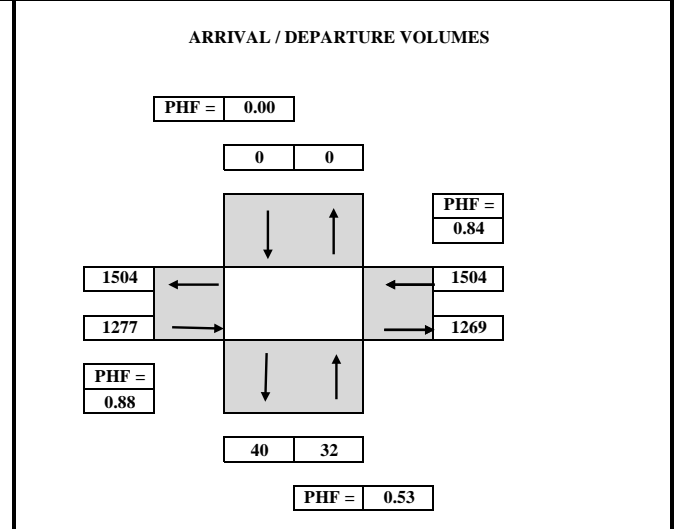 ARRIVAL / DEPARTURE VOLUMES
PHF = 0.00
0 0
PHF =
0.84
1504 1504
1277 1269
PHF =
0.88
40 32
PHF = 0.53